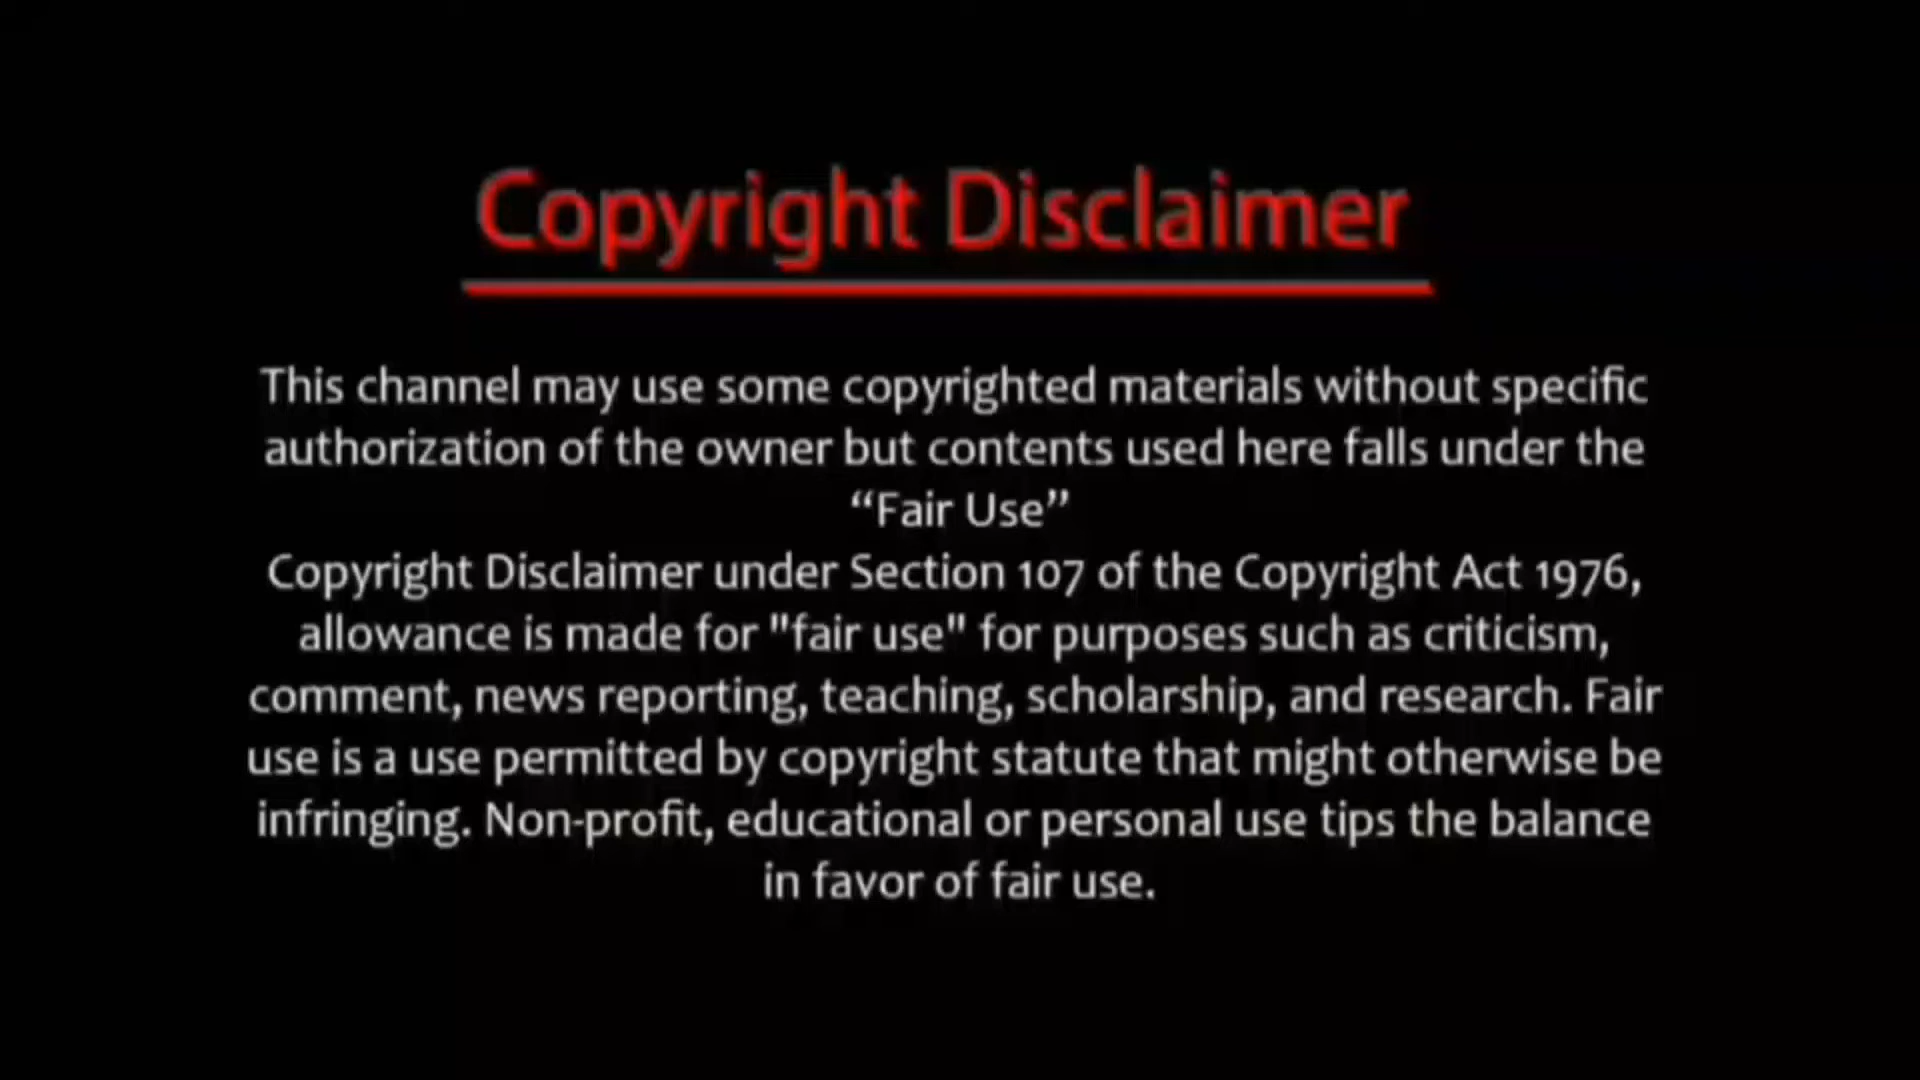 Copyright Disclaimer
This channel may use some copyrighted materials without specific
authorization of the owner but contents used here falls under the
“Fair Use”
Copyright Disclaimer under Section 107 of the Copyright Act 1976,
allowance is made for "fair use" for purposes such as criticism,
comment, news reporting, teaching, scholarship, and research. Fair
use is a use permitted by copyright statute that might otherwise be
infringing. Non-profit, educational or personal use tips the balance
in favor of fair use.